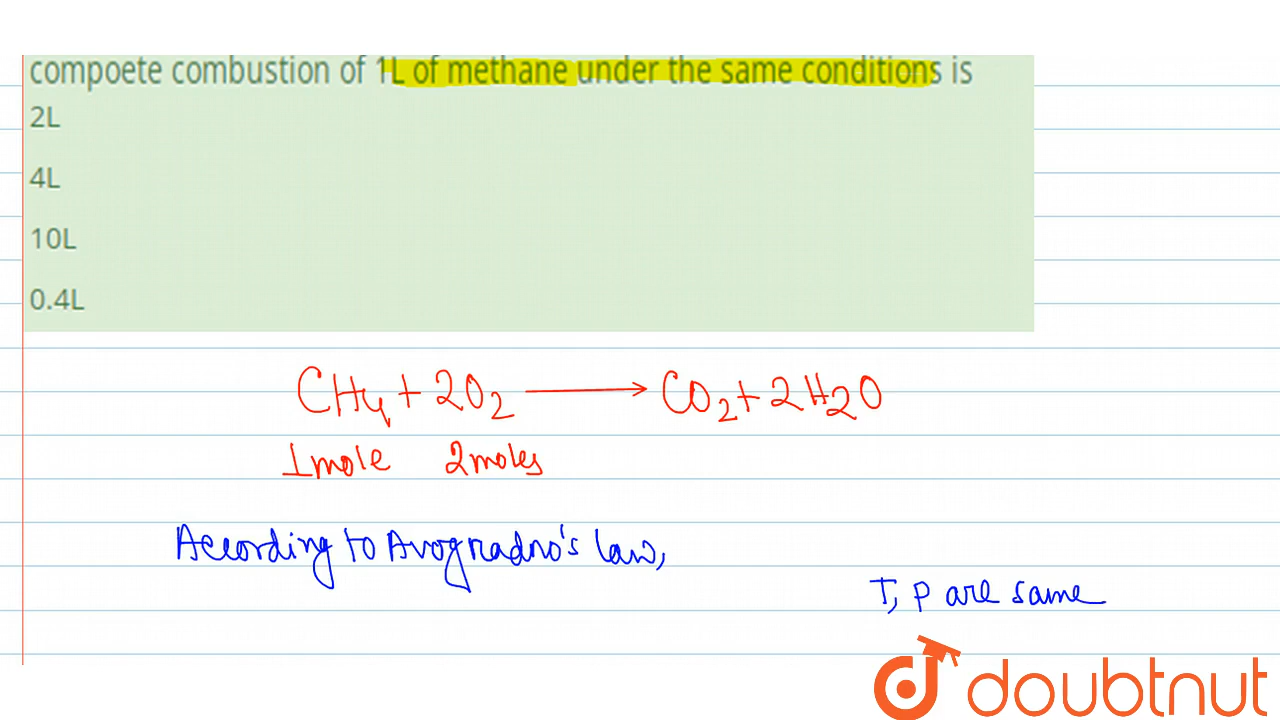 compoete combustion of 1L of methane under the same conditions is
2L
4L
10L
0.4L
CH4 + 2O2 ⟶ CO2 + 2H2O
1mole 2moles
According to Avogradno's law,
T, P are same
doubtnut